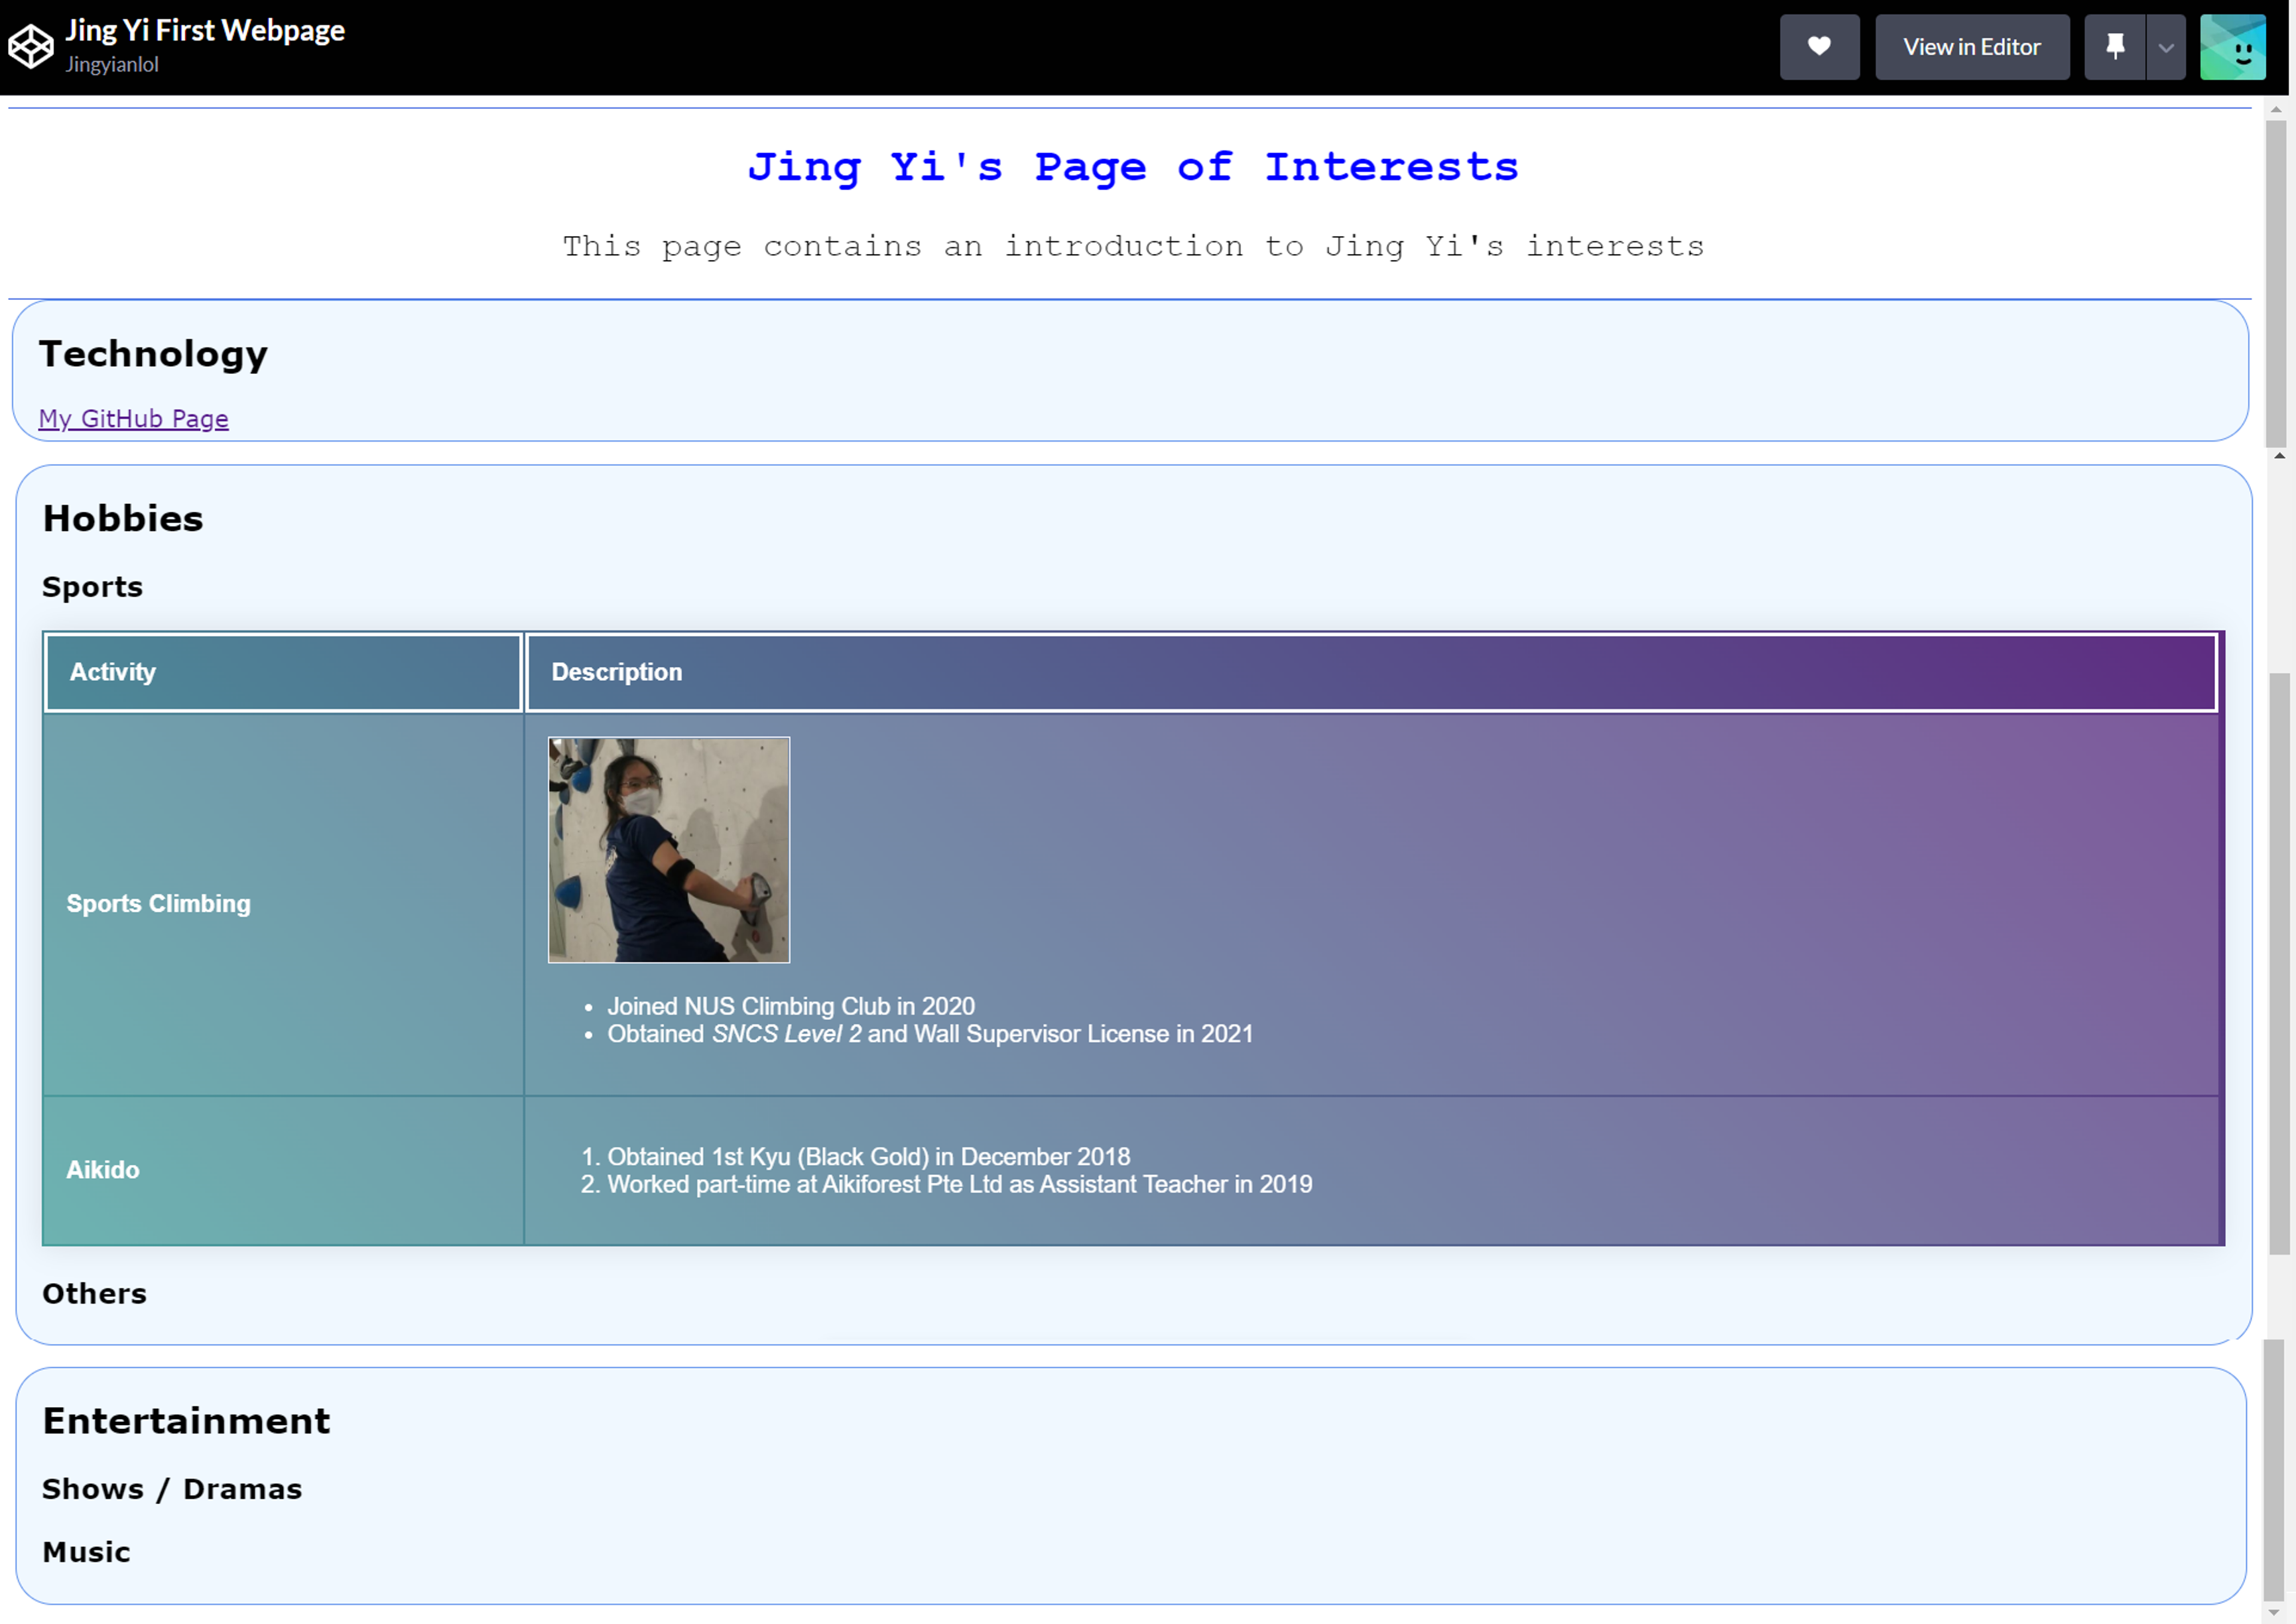 Jing Yi First Webpage
Jingyianlol
View in Editor
Jing Yi's Page of Interests
This page contains an introduction to Jing Yi's interests
Technology
My GitHub Page
Hobbies
Sports
Activity
Description
Sports Climbing
• Joined NUS Climbing Club in 2020
• Obtained SNCS Level 2 and Wall Supervisor License in 2021
Aikido
1. Obtained 1st Kyu (Black Gold) in December 2018
2. Worked part-time at Aikiforest Pte Ltd as Assistant Teacher in 2019
Others
Entertainment
Shows / Dramas
Music